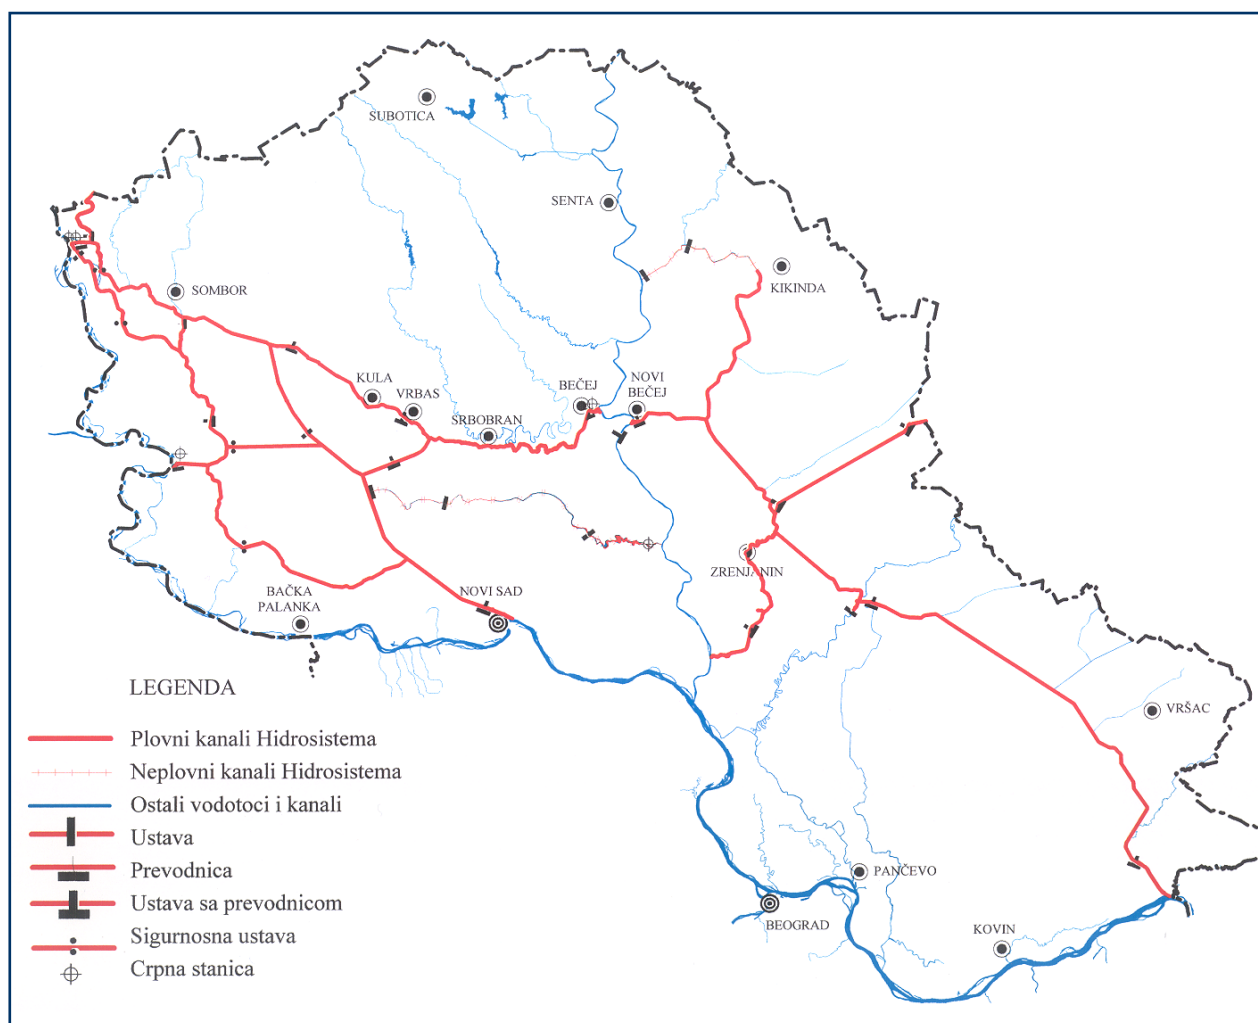 SUBOTICA
SENTA
KIKINDA
SOMBOR
KULA
VRBAS
SRBOBRAN
BEČEJ
NOVI
BEČEJ
ZRENJANIN
BAČKA
PALANKA
NOVI SAD
VRŠAC
PANČEVO
BEOGRAD
KOVIN
LEGENDA
Plovni kanali Hidrosistema
Neplovni kanali Hidrosistema
Ostali vodotoci i kanali
Ustava
Prevodnica
Ustava sa prevodnicom
Sigurnosna ustava
Crpna stanica